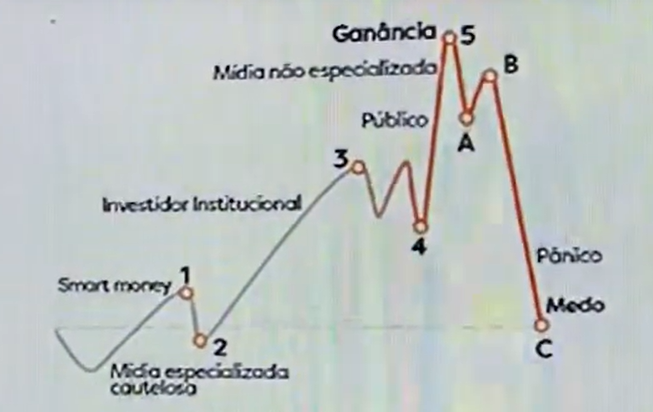 Ganância 5
Mídia não especializada
B
Público
A
3
Investidor Institucional
4
Smart money 1
Pânico
Medo
2
C
Mídia especializada
cautelosa